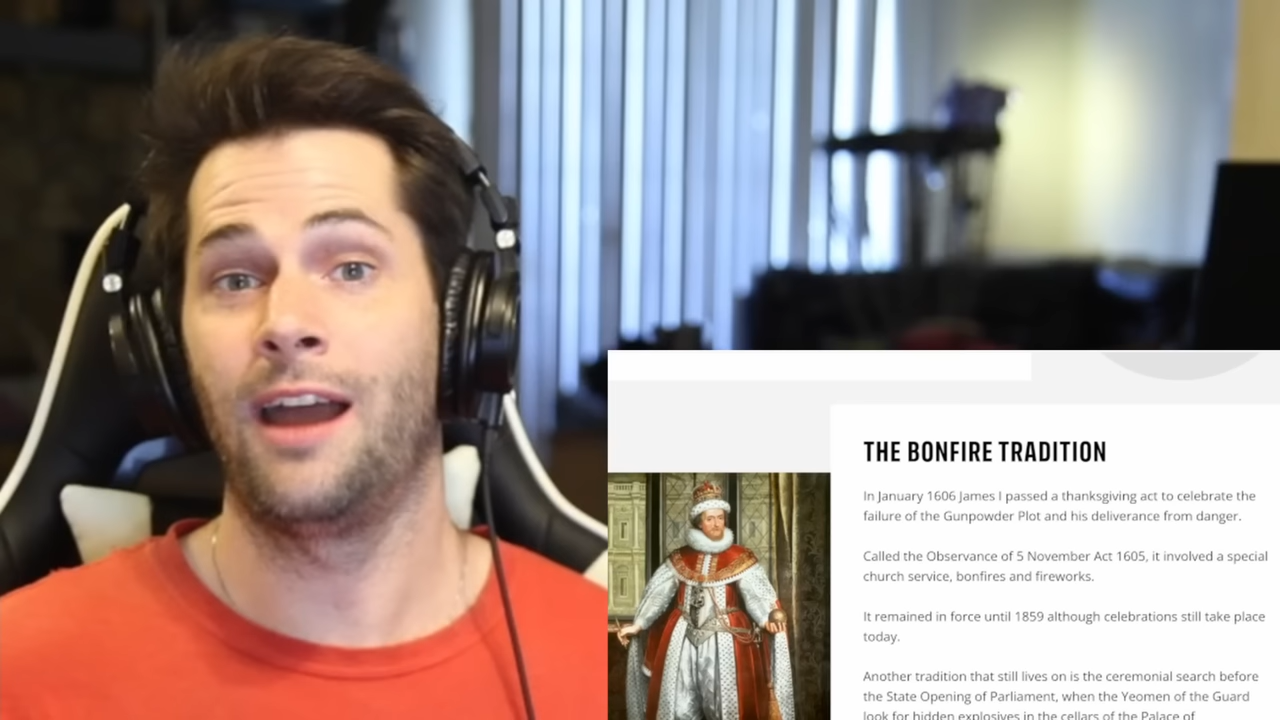 THE BONFIRE TRADITION
In January 1606 James I passed a thanksgiving act to celebrate the
failure of the Gunpowder Plot and his deliverance from danger.
Called the Observance of 5 November Act 1605, it involved a special
church service, bonfires and fireworks.
It remained in force until 1859 although celebrations still take place
today.
Another tradition that still lives on is the ceremonial search before
the State Opening of Parliament, when the Yeomen of the Guard
look for hidden explosives in the cellars of the Palace of